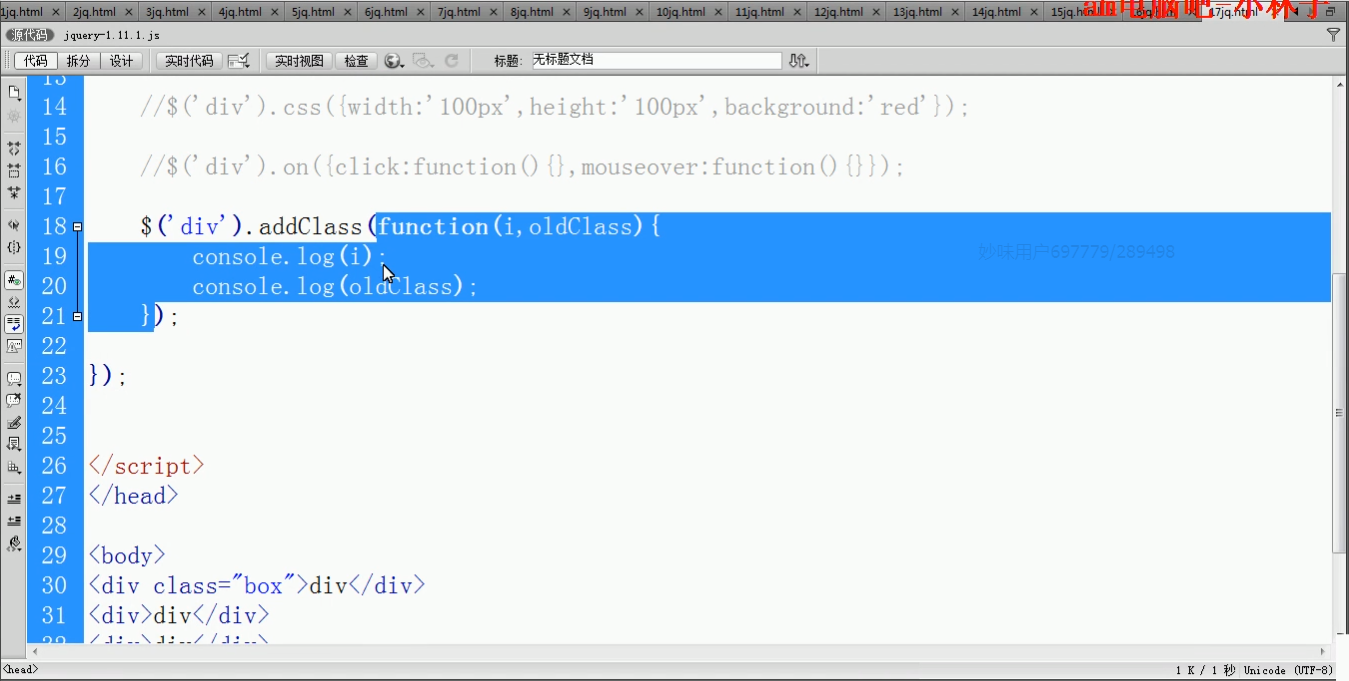 1jq.html × 2jq.html × 3jq.html × 4jq.html × 5jq.html × 6jq.html × 7jq.html × 8jq.html × 9jq.html × 10jq.html × 11jq.html × 12jq.html × 13jq.html × 14jq.html × 15jq.html
电脑吧-小林子
源代码 jquery-1.11.1.js
代码 拆分 设计 实时代码 实时视图 检查 标题: 无标题文档
13
14 //$('div').css({width:'100px',height:'100px',background:'red'});
15
16 //$('div').on({click:function(){},mouseover:function(){}});
17
18 $('div').addClass(function(i,oldClass){
19 console.log(i);
妙味用户697779/289498
20 console.log(oldClass);
21 });
22
23 });
24
25
26 </script>
27 </head>
28
29 <body>
30 <div class="box">div</div>
31 <div>div</div>
32 <div>div</div>
<head> 1 K / 1 秒 Unicode (UTF-8)